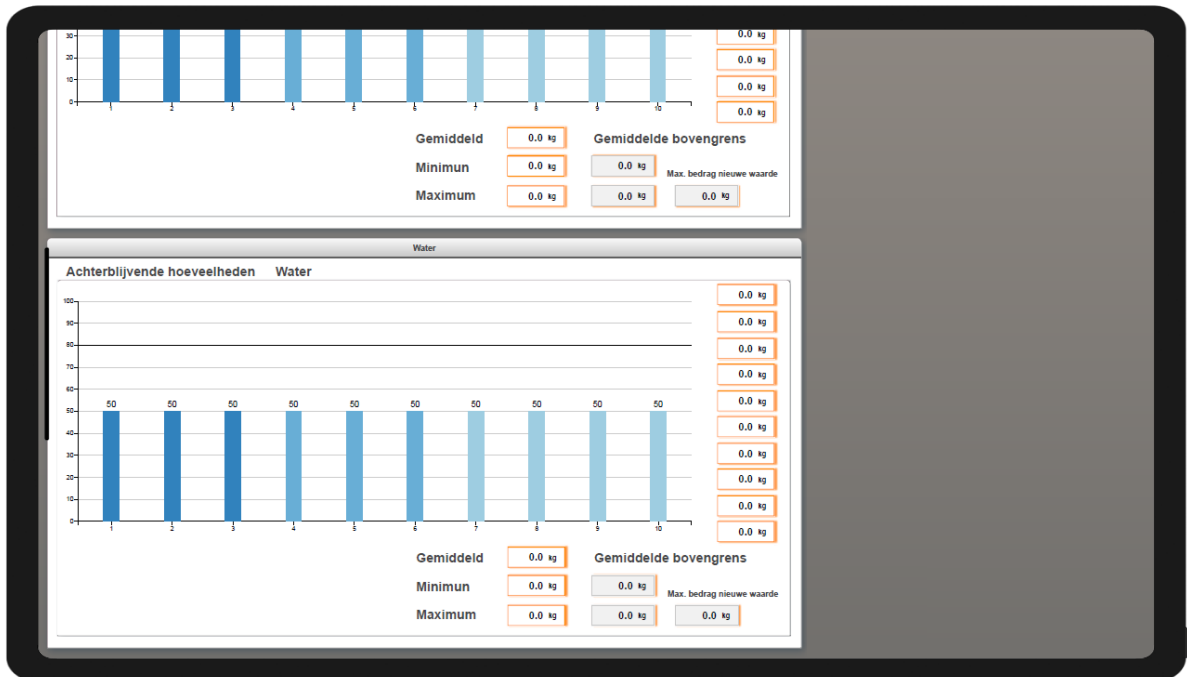 30
0.0 kg
20
0.0 kg
10
0.0 kg
0
0.0 kg
1 2 3 4 5 6 7 8 9 10
Gemiddeld 0.0 kg Gemiddelde bovengrens
Minimun 0.0 kg 0.0 kg Max. bedrag nieuwe waarde
Maximum 0.0 kg 0.0 kg 0.0 kg
Water
Achterblijvende hoeveelheden Water
0.0 kg
100
90
0.0 kg
80
0.0 kg
70
0.0 kg
60
0.0 kg
50 50 50 50 50 50 50 50 50 50
50
0.0 kg
40
0.0 kg
30
0.0 kg
20
0.0 kg
10
0.0 kg
0
0.0 kg
1 2 3 4 5 6 7 8 9 10
Gemiddeld 0.0 kg Gemiddelde bovengrens
Minimun 0.0 kg 0.0 kg Max. bedrag nieuwe waarde
Maximum 0.0 kg 0.0 kg 0.0 kg